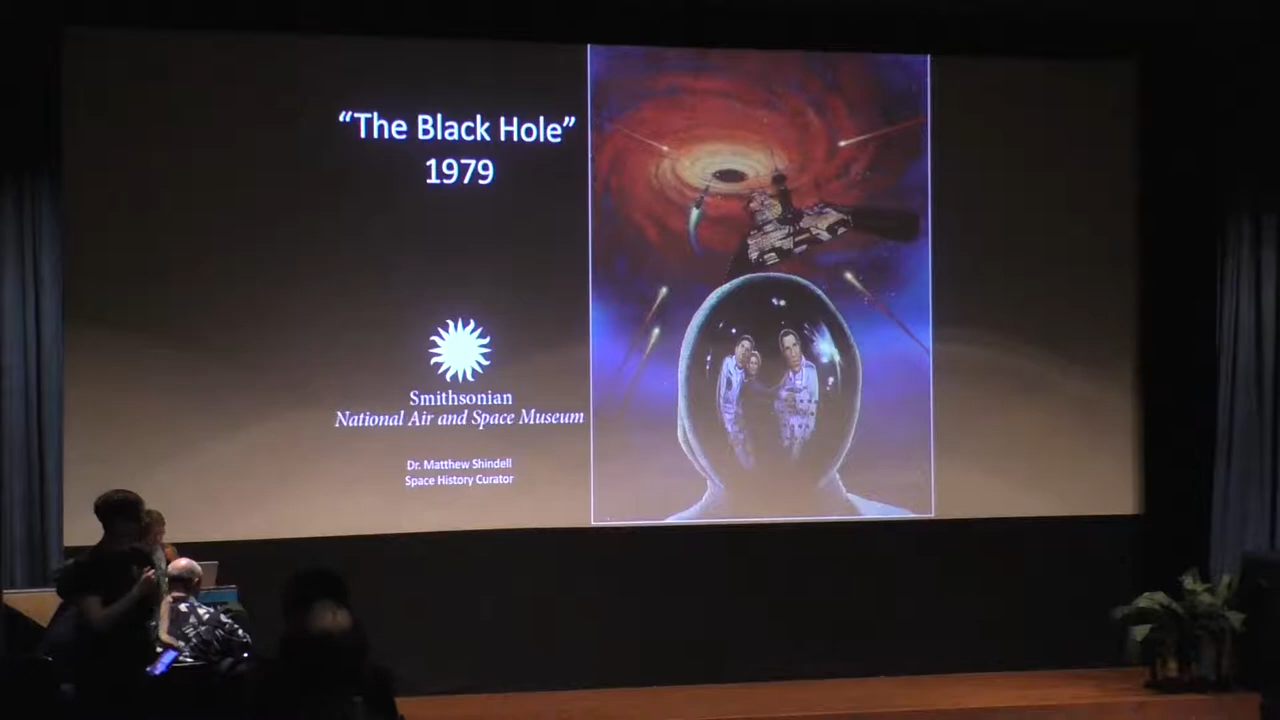 “The Black Hole”
1979
Smithsonian
National Air and Space Museum
Dr. Matthew Shindell
Space History Curator